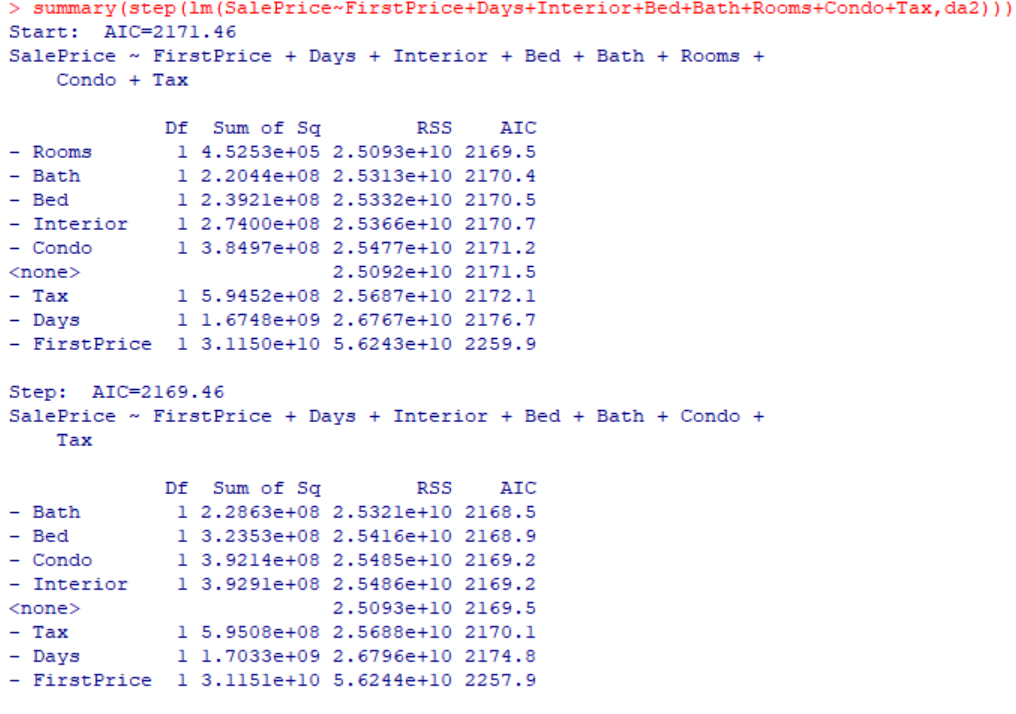 > summary(step(lm(SalePrice~FirstPrice+Days+Interior+Bed+Bath+Rooms+Condo+Tax,da2)))
Start:  AIC=2171.46
SalePrice ~ FirstPrice + Days + Interior + Bed + Bath + Rooms +
    Condo + Tax

             Df  Sum of Sq        RSS    AIC
- Rooms       1 4.5253e+05 2.5093e+10 2169.5
- Bath        1 2.2044e+08 2.5313e+10 2170.4
- Bed         1 2.3921e+08 2.5332e+10 2170.5
- Interior    1 2.7400e+08 2.5366e+10 2170.7
- Condo       1 3.8497e+08 2.5477e+10 2171.2
<none>                     2.5092e+10 2171.5
- Tax         1 5.9452e+08 2.5687e+10 2172.1
- Days        1 1.6748e+09 2.6767e+10 2176.7
- FirstPrice  1 3.1150e+10 5.6243e+10 2259.9

Step:  AIC=2169.46
SalePrice ~ FirstPrice + Days + Interior + Bed + Bath + Condo +
    Tax

             Df  Sum of Sq        RSS    AIC
- Bath        1 2.2863e+08 2.5321e+10 2168.5
- Bed         1 3.2353e+08 2.5416e+10 2168.9
- Condo       1 3.9214e+08 2.5485e+10 2169.2
- Interior    1 3.9291e+08 2.5486e+10 2169.2
<none>                     2.5093e+10 2169.5
- Tax         1 5.9508e+08 2.5688e+10 2170.1
- Days        1 1.7033e+09 2.6796e+10 2174.8
- FirstPrice  1 3.1151e+10 5.6244e+10 2257.9